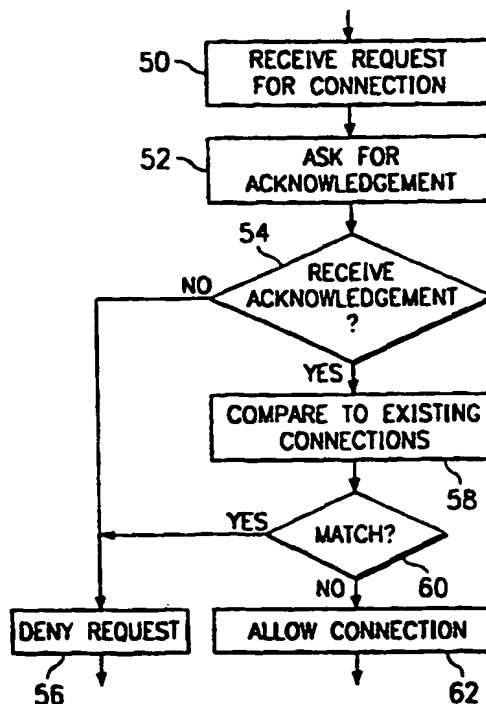 50
RECEIVE REQUEST
FOR CONNECTION
52
ASK FOR
ACKNOWLEDGEMENT
54
NO
RECEIVE
ACKNOWLEDGEMENT
?
YES
COMPARE TO EXISTING
CONNECTIONS
58
YES
MATCH?
NO
60
DENY REQUEST
ALLOW CONNECTION
56
62